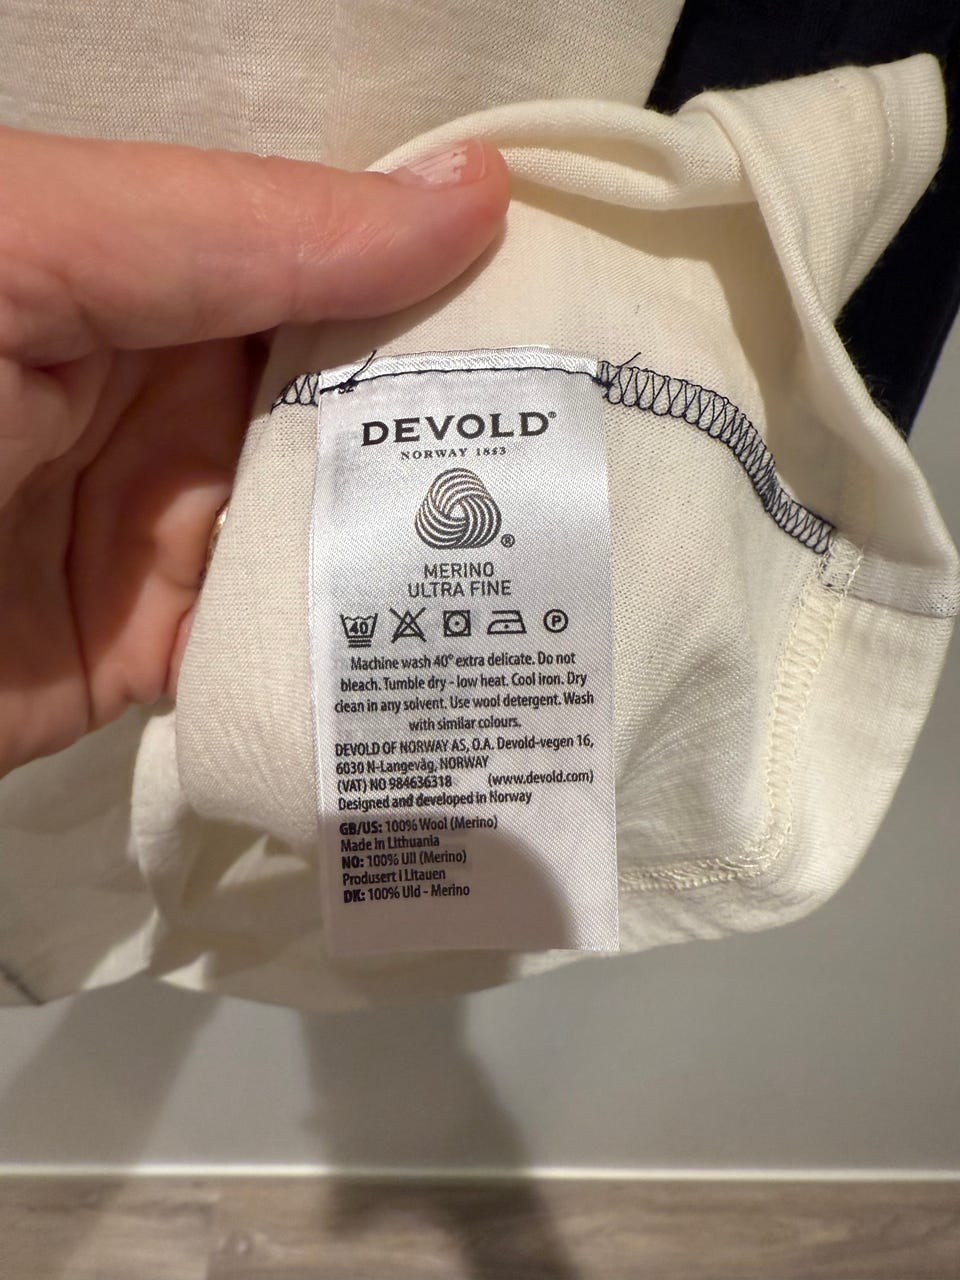 DEVOLD®
NORWAY 1853
®
MERINO
ULTRA FINE
40 P
Machine wash 40° extra delicate. Do not
bleach. Tumble dry - low heat. Cool iron. Dry
clean in any solvent. Use wool detergent. Wash
with similar colours.
DEVOLD OF NORWAY AS, O.A. Devold-vegen 16,
6030 N-Langevåg, NORWAY
(VAT) NO 984636318 (www.devold.com)
Designed and developed in Norway
GB/US: 100% Wool (Merino)
Made in Lithuania
NO: 100% Ull (Merino)
Produsert i Litauen
DK: 100% Uld - Merino